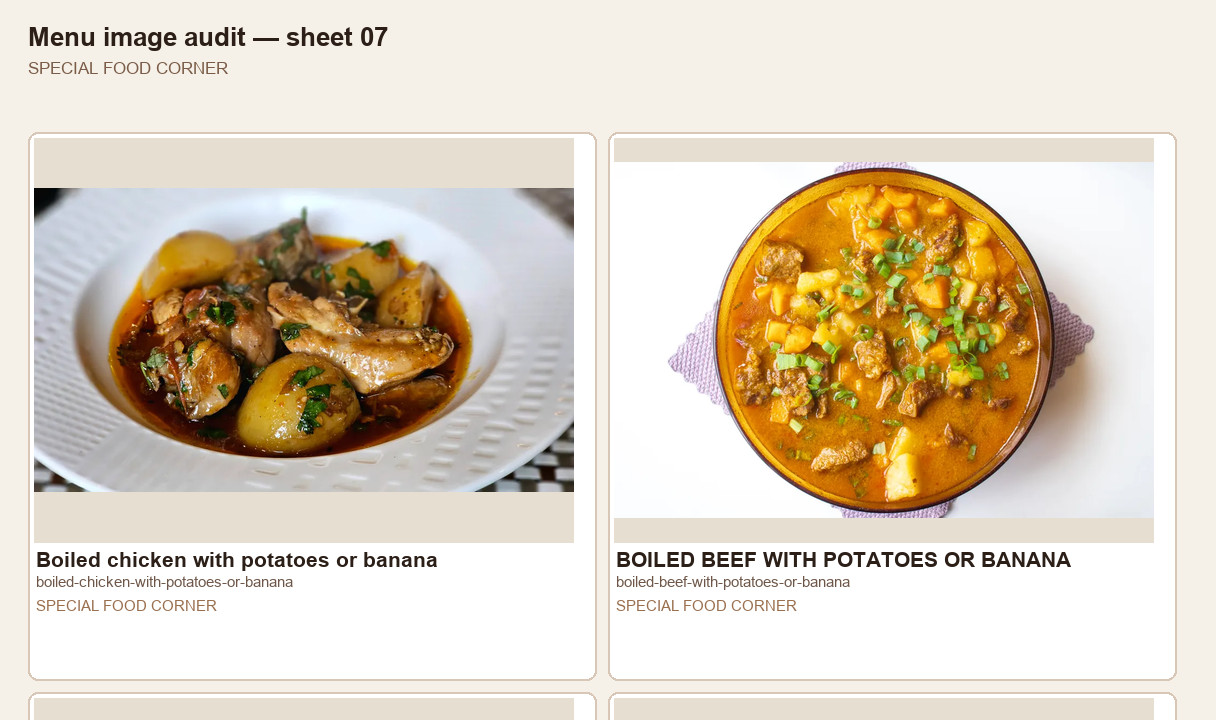 Menu image audit — sheet 07
SPECIAL FOOD CORNER
Boiled chicken with potatoes or banana
boiled-chicken-with-potatoes-or-banana
SPECIAL FOOD CORNER
BOILED BEEF WITH POTATOES OR BANANA
boiled-beef-with-potatoes-or-banana
SPECIAL FOOD CORNER